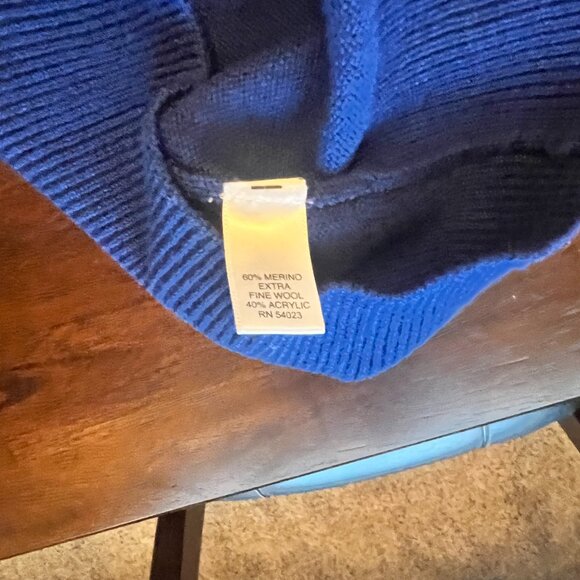 60% MERINO
EXTRA
FINE WOOL
40% ACRYLIC
RN 54023